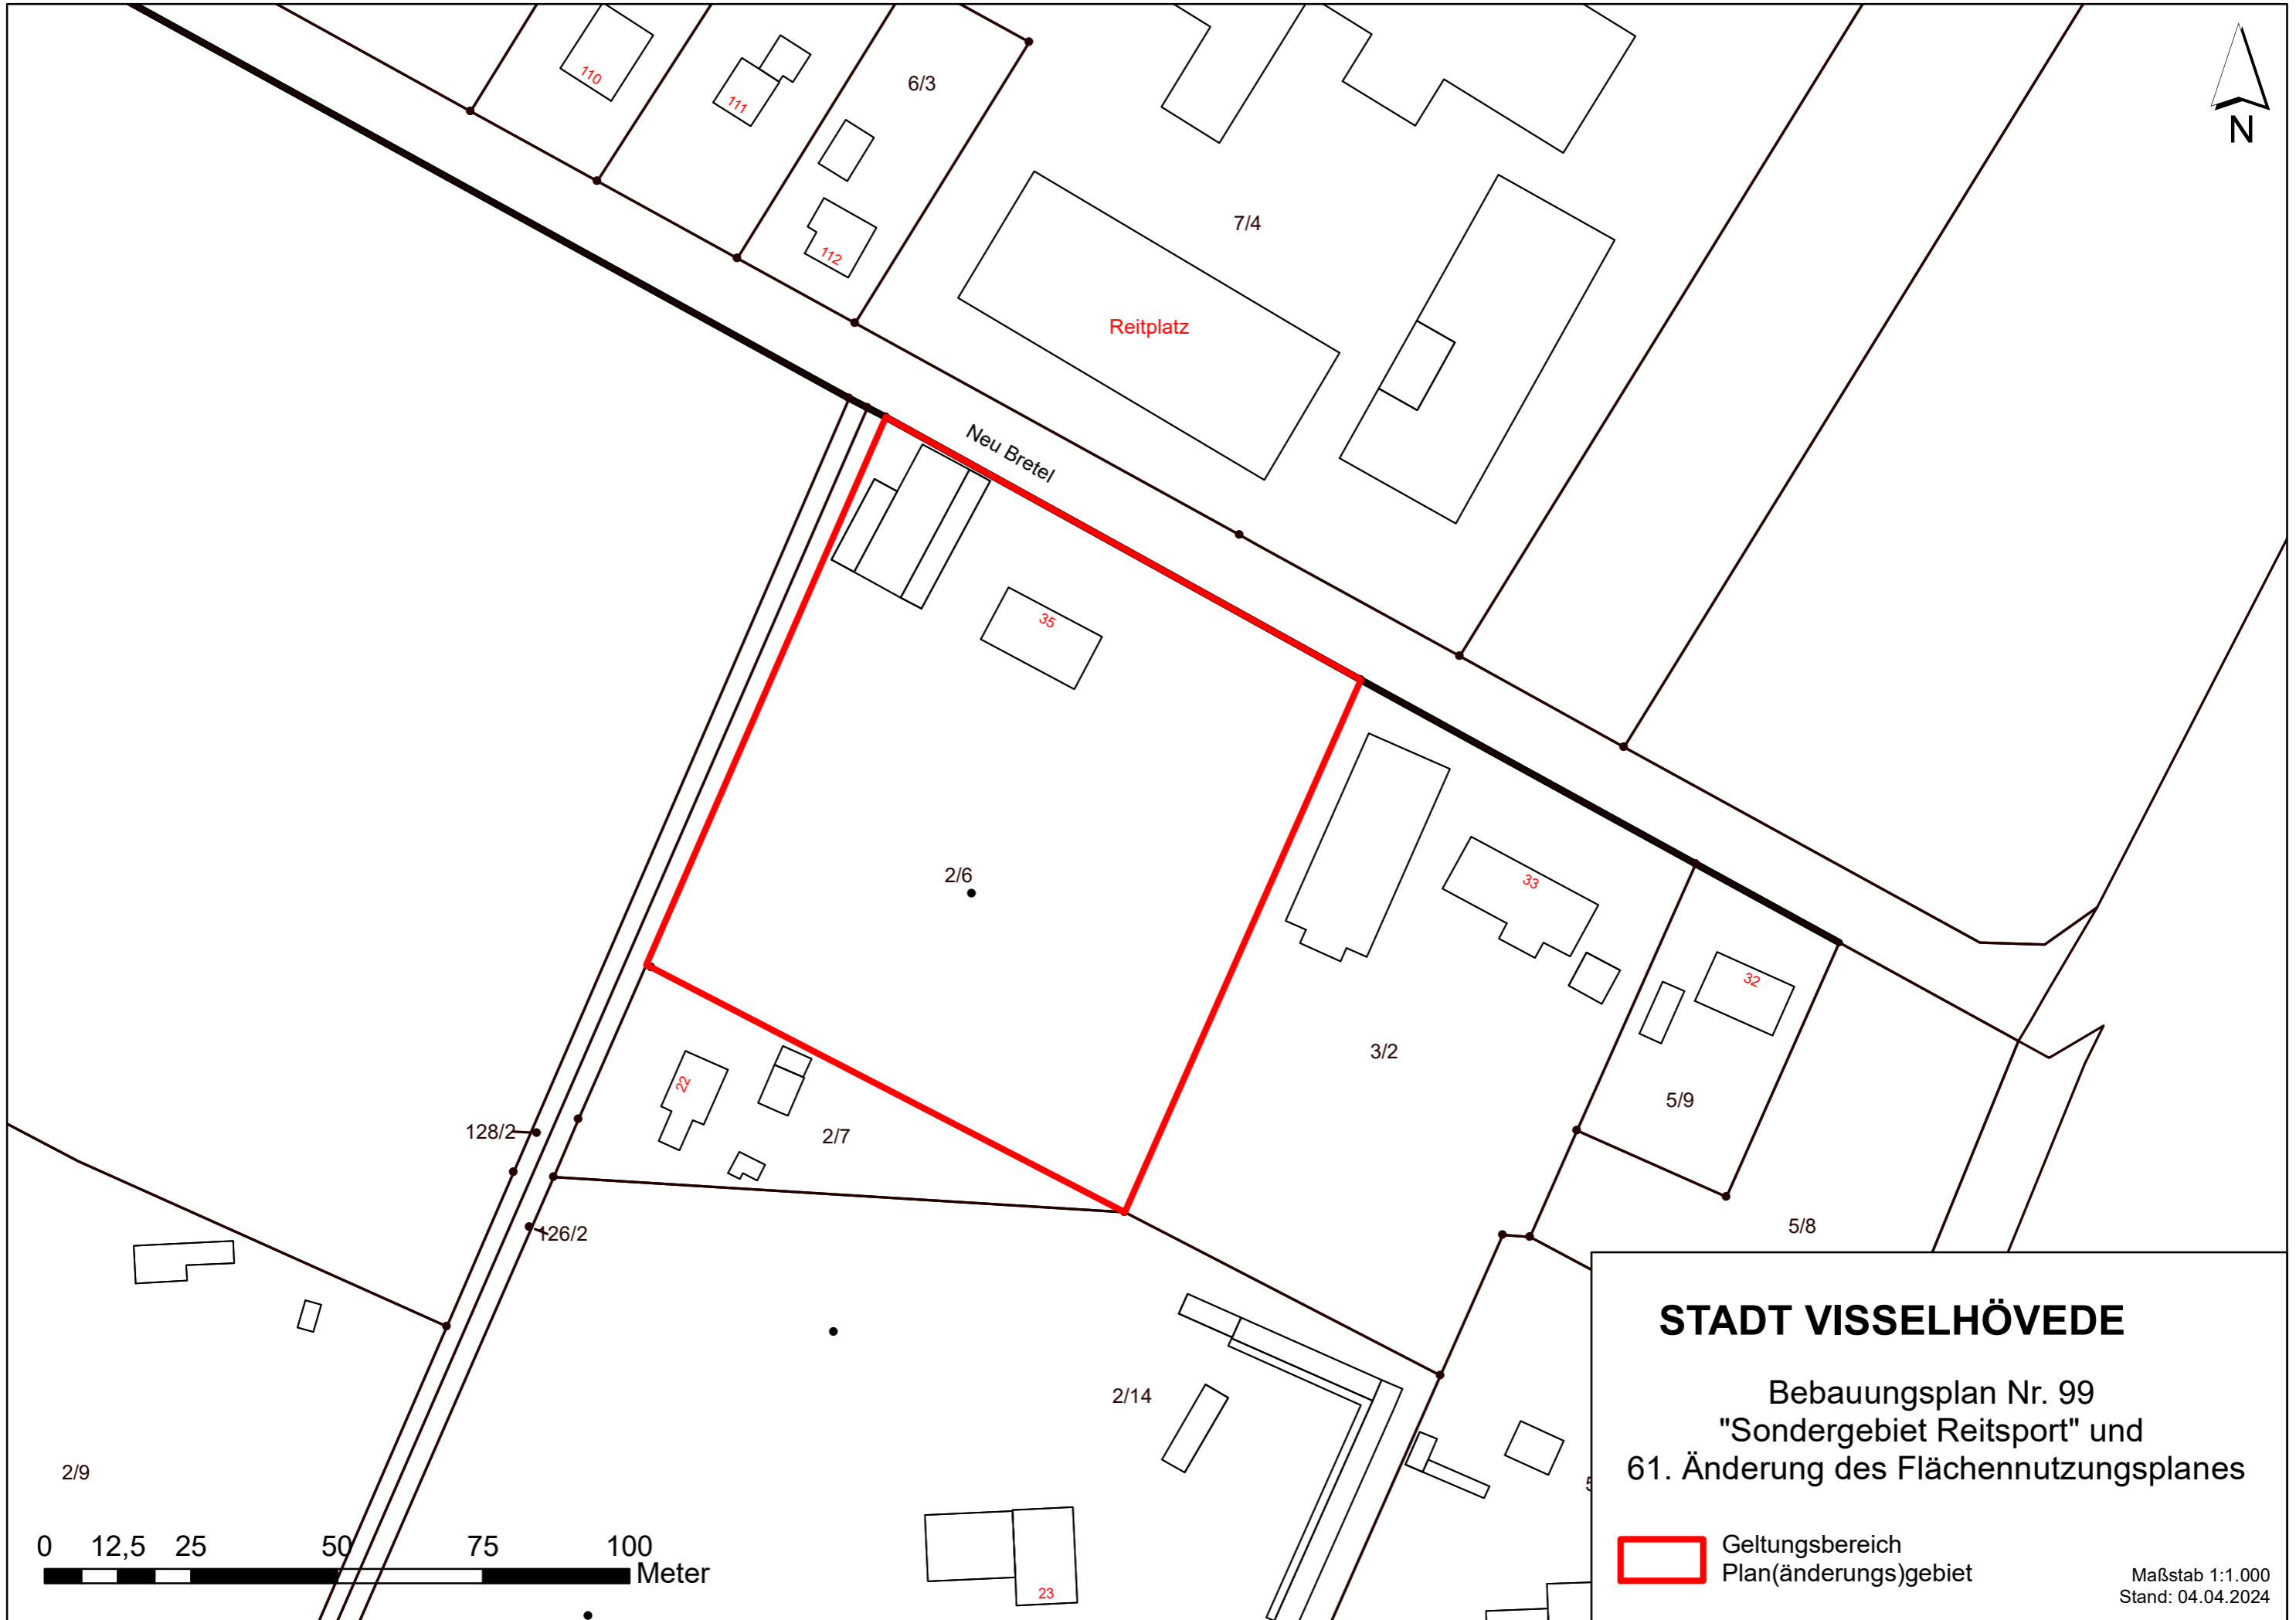 110
111
6/3
N
112
7/4
Reitplatz
Neu Bretel
35
2/6
33
32
3/2
22
5/9
128/2
2/7
126/2
5/8
2/14
2/9
23
0 12,5 25 50 75 100
Meter
STADT VISSELHÖVEDE
Bebauungsplan Nr. 99
"Sondergebiet Reitsport" und
61. Änderung des Flächennutzungsplanes
Geltungsbereich
Plan(änderungs)gebiet
Maßstab 1:1.000
Stand: 04.04.2024